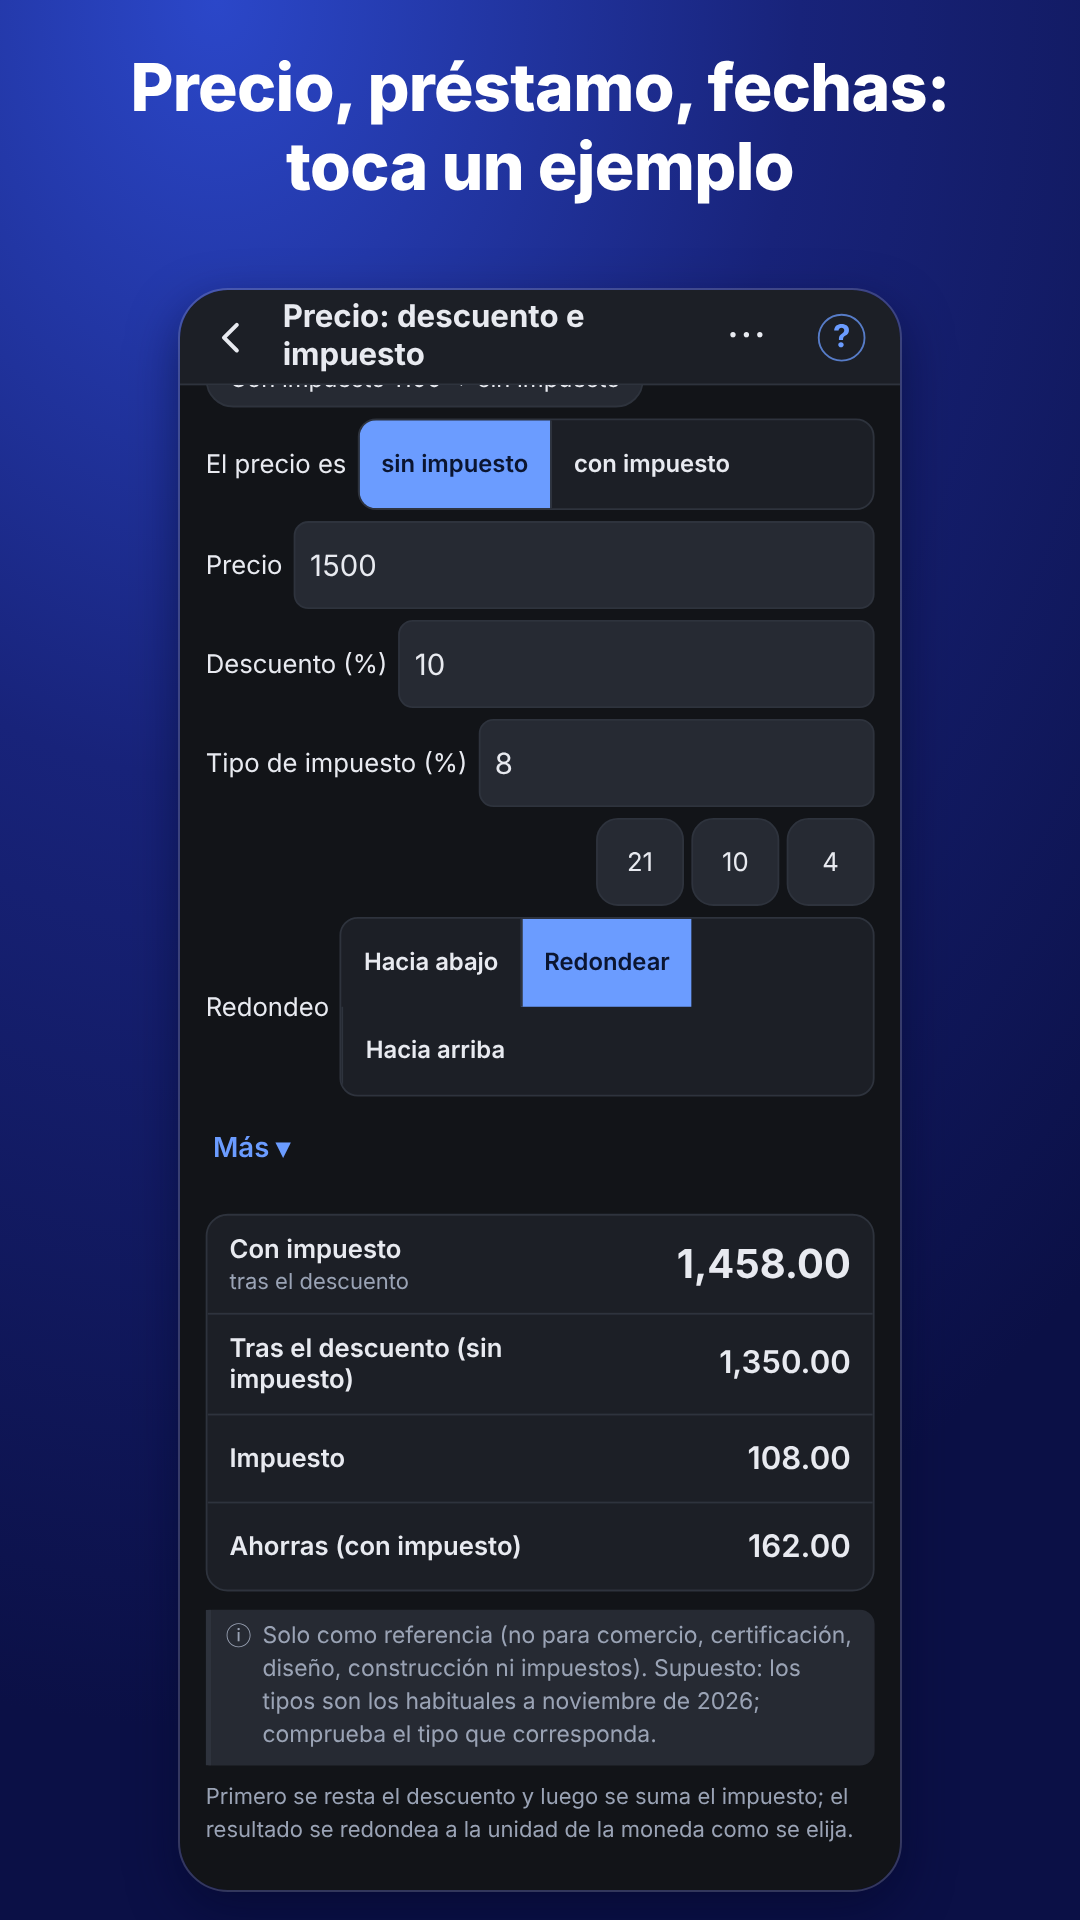 Precio, préstamo, fechas:
toca un ejemplo
Precio: descuento e
impuesto
?
El precio es
sin impuesto
con impuesto
Precio
1500
Descuento (%)
10
Tipo de impuesto (%)
8
21
10
4
Redondeo
Hacia abajo
Redondear
Hacia arriba
Más ▾
Con impuesto
tras el descuento
1,458.00
Tras el descuento (sin
impuesto)
1,350.00
Impuesto
108.00
Ahorras (con impuesto)
162.00
ⓘ Solo como referencia (no para comercio, certificación,
diseño, construcción ni impuestos). Supuesto: los
tipos son los habituales a noviembre de 2026;
comprueba el tipo que corresponda.
Primero se resta el descuento y luego se suma el impuesto; el
resultado se redondea a la unidad de la moneda como se elija.